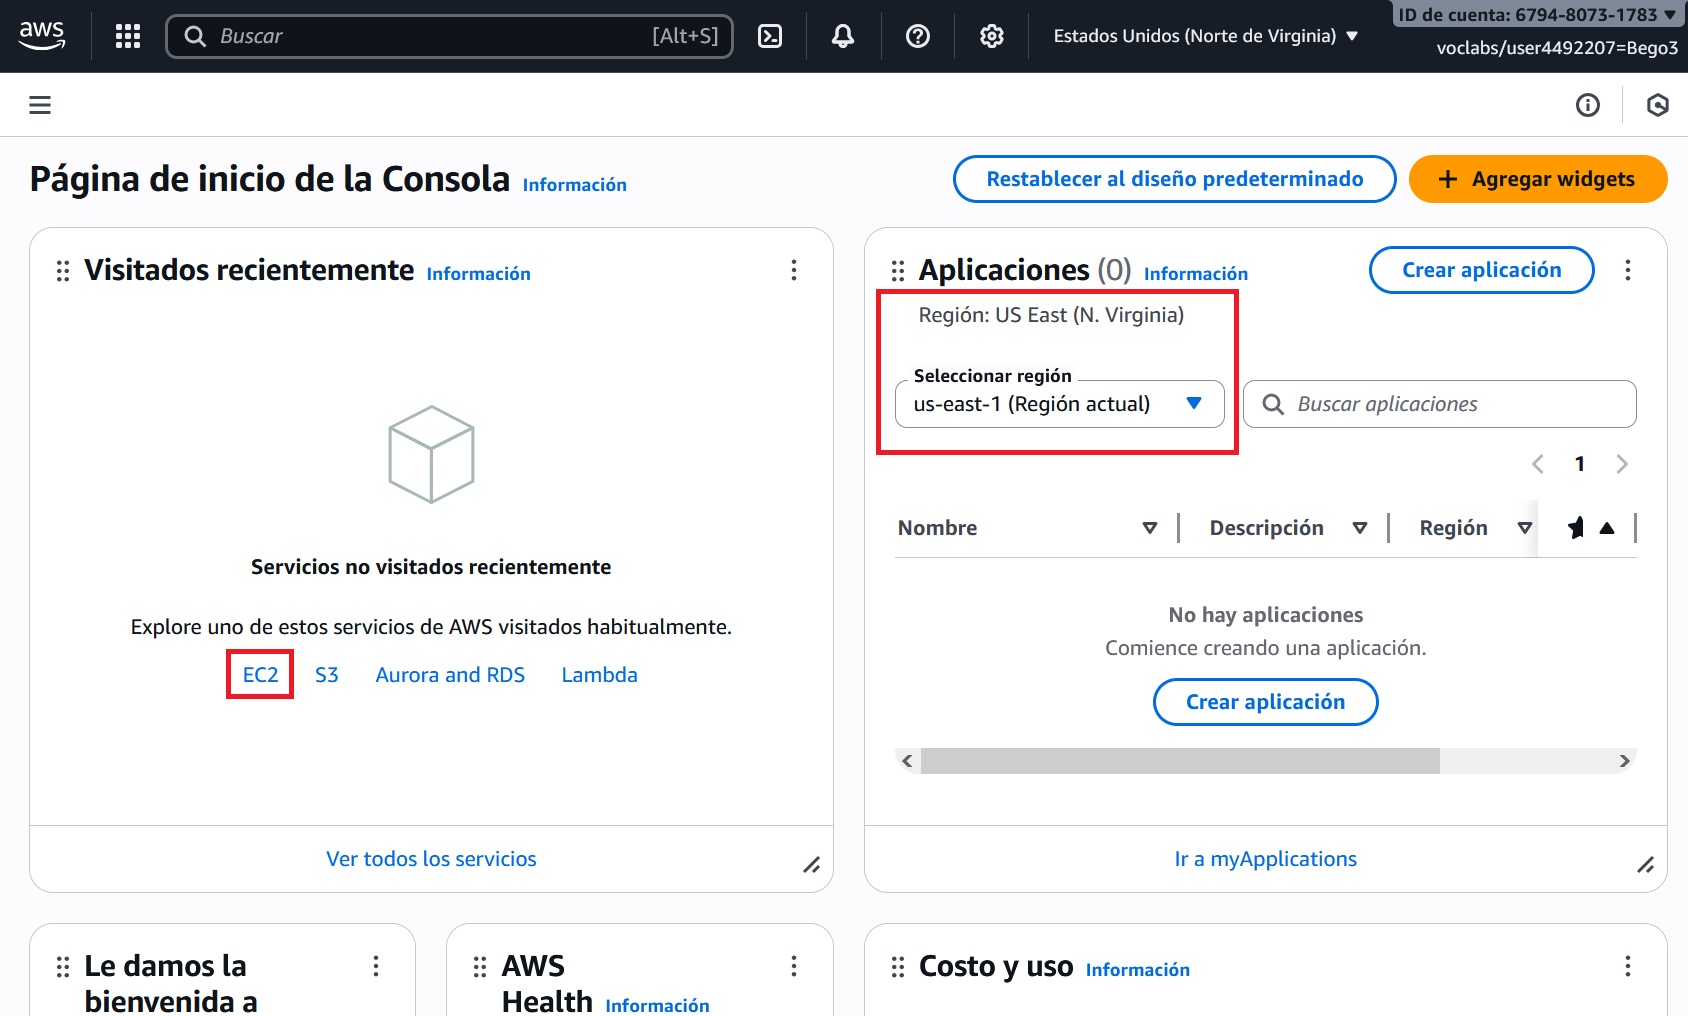 aws
Buscar
[Alt+S]
Estados Unidos (Norte de Virginia)
ID de cuenta: 6794-8073-1783
voclabs/user4492207=Bego3
Página de inicio de la Consola Información
Restablecer al diseño predeterminado
+ Agregar widgets
Visitados recientemente Información
Servicios no visitados recientemente
Explore uno de estos servicios de AWS visitados habitualmente.
EC2 S3 Aurora and RDS Lambda
Ver todos los servicios
Aplicaciones (0) Información
Crear aplicación
Región: US East (N. Virginia)
Seleccionar región
us-east-1 (Región actual)
Buscar aplicaciones
1
Nombre Descripción Región
No hay aplicaciones
Comience creando una aplicación.
Crear aplicación
Ir a myApplications
Le damos la
bienvenida a
AWS
Health Información
Costo y uso Información